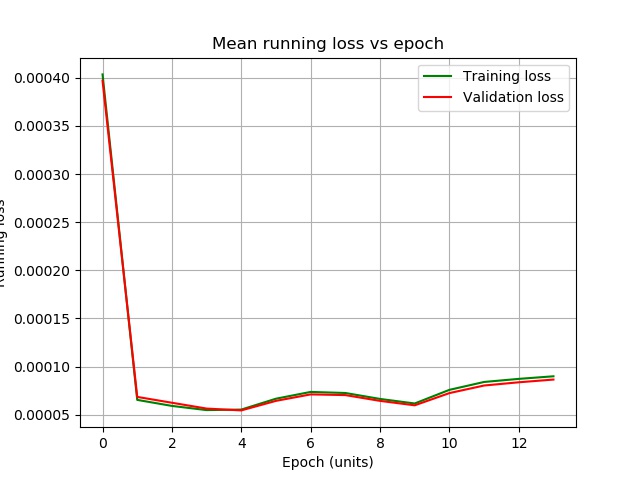 Mean running loss vs epoch
Training loss
Validation loss
0.00040
0.00035
0.00030
0.00025
0.00020
0.00015
0.00010
0.00005
Running loss
0 2 4 6 8 10 12
Epoch (units)